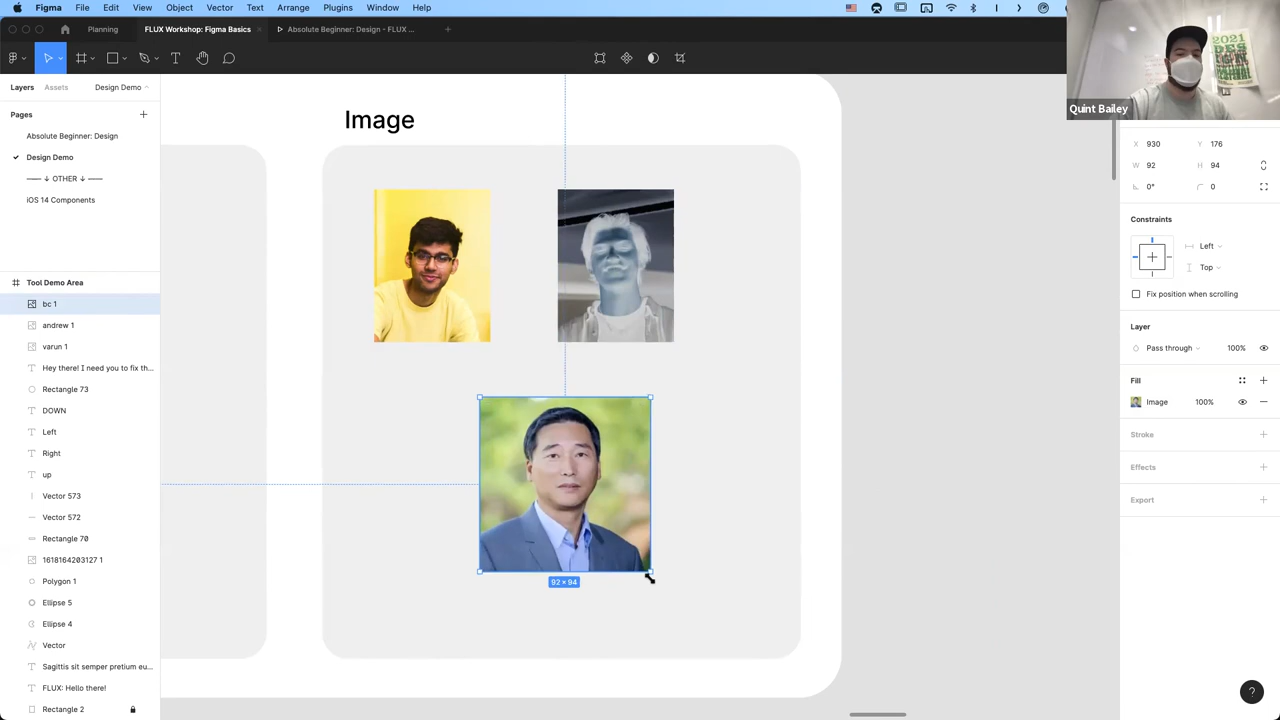 Figma File Edit View Object Vector Text Arrange Plugins Window Help
Planning
FLUX Workshop: Figma Basics
Absolute Beginner: Design - FLUX ...
Layers
Assets
Design Demo
Pages
Absolute Beginner: Design
Design Demo
—— ↓ OTHER ↓ ——
iOS 14 Components
Tool Demo Area
bc 1
andrew 1
varun 1
Hey there! I need you to fix th...
Rectangle 73
DOWN
Left
Right
up
Vector 573
Vector 572
Rectangle 70
1618164203127 1
Polygon 1
Ellipse 5
Ellipse 4
Vector
Sagittis sit semper pretium eu...
FLUX: Hello there!
Rectangle 2
Image
92 × 94
2021
Quint Bailey
X 930 Y 176
W 92 H 94
0° 0
Constraints
Left
Top
Fix position when scrolling
Layer
Pass through 100%
Fill
Image 100%
Stroke
Effects
Export
?